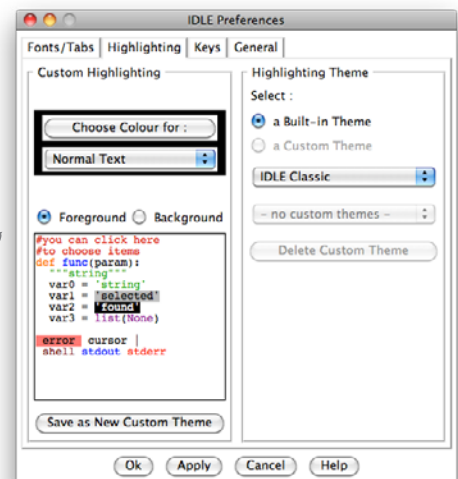 IDLE Preferences
Fonts/Tabs Highlighting Keys General
Custom Highlighting
Choose Colour for :
Normal Text
Foreground Background
#you can click here
#to choose items
def func(param):
"""string"""
var0 = 'string'
var1 = 'selected'
var2 = 'found'
var3 = list(None)
error cursor |
shell stdout stderr
Save as New Custom Theme
Highlighting Theme
Select :
a Built-in Theme
a Custom Theme
IDLE Classic
- no custom themes -
Delete Custom Theme
Ok Apply Cancel Help